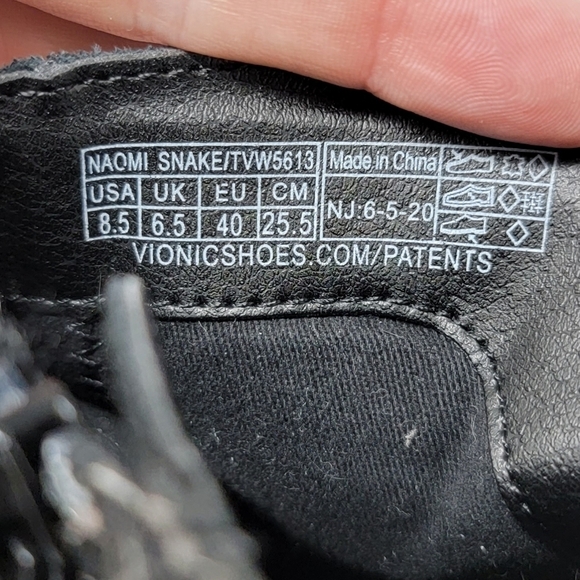 NAOMI SNAKE/TVW5613 Made in China
USA UK EU CM
8.5 6.5 40 25.5 NJ:6-5-20
VIONICSHOES.COM/PATENTS